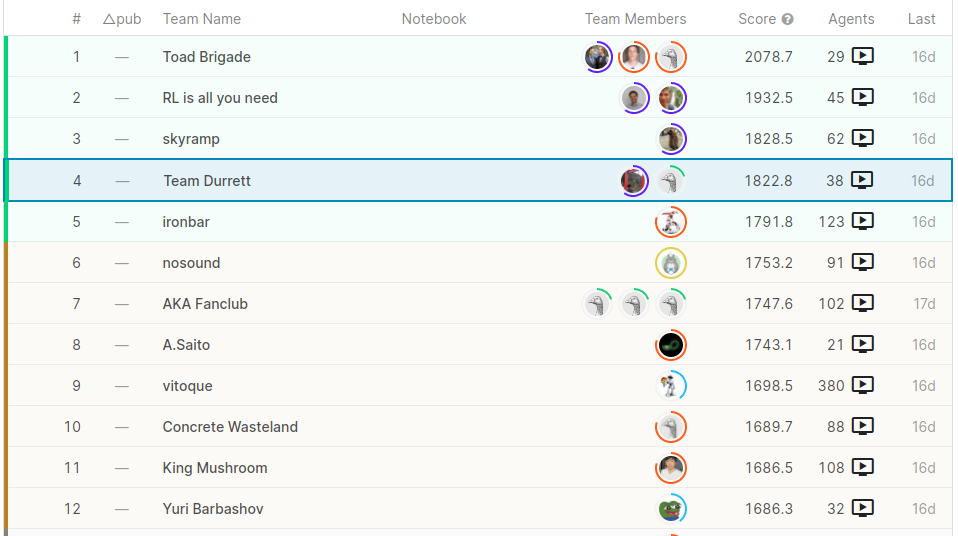 # △pub Team Name Notebook Team Members Score ? Agents Last
1 — Toad Brigade 2078.7 29 16d
2 — RL is all you need 1932.5 45 16d
3 — skyramp 1828.5 62 16d
4 — Team Durrett 1822.8 38 16d
5 — ironbar 1791.8 123 16d
6 — nosound 1753.2 91 16d
7 — AKA Fanclub 1747.6 102 17d
8 — A.Saito 1743.1 21 16d
9 — vitoque 1698.5 380 16d
10 — Concrete Wasteland 1689.7 88 16d
11 — King Mushroom 1686.5 108 16d
12 — Yuri Barbashov 1686.3 32 16d